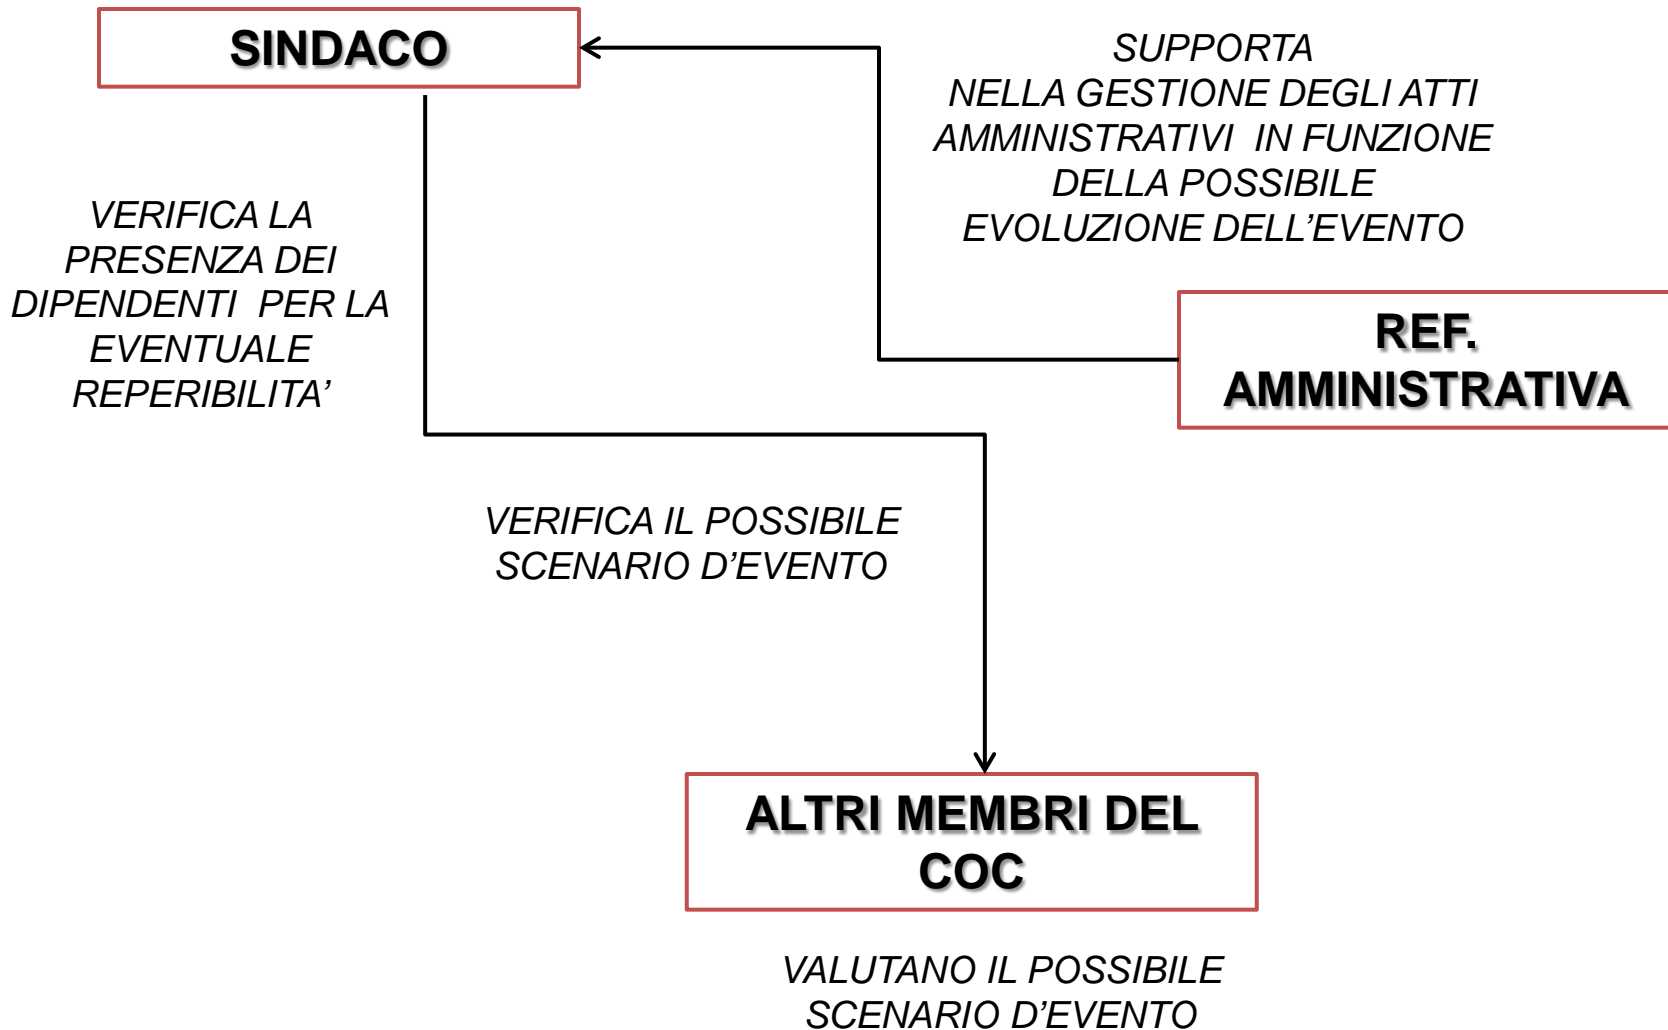 SINDACO
SUPPORTA
NELLA GESTIONE DEGLI ATTI
AMMINISTRATIVI IN FUNZIONE
DELLA POSSIBILE
EVOLUZIONE DELL’EVENTO
VERIFICA LA
PRESENZA DEI
DIPENDENTI PER LA
EVENTUALE
REPERIBILITA’
REF.
AMMINISTRATIVA
VERIFICA IL POSSIBILE
SCENARIO D’EVENTO
ALTRI MEMBRI DEL
COC
VALUTANO IL POSSIBILE
SCENARIO D’EVENTO